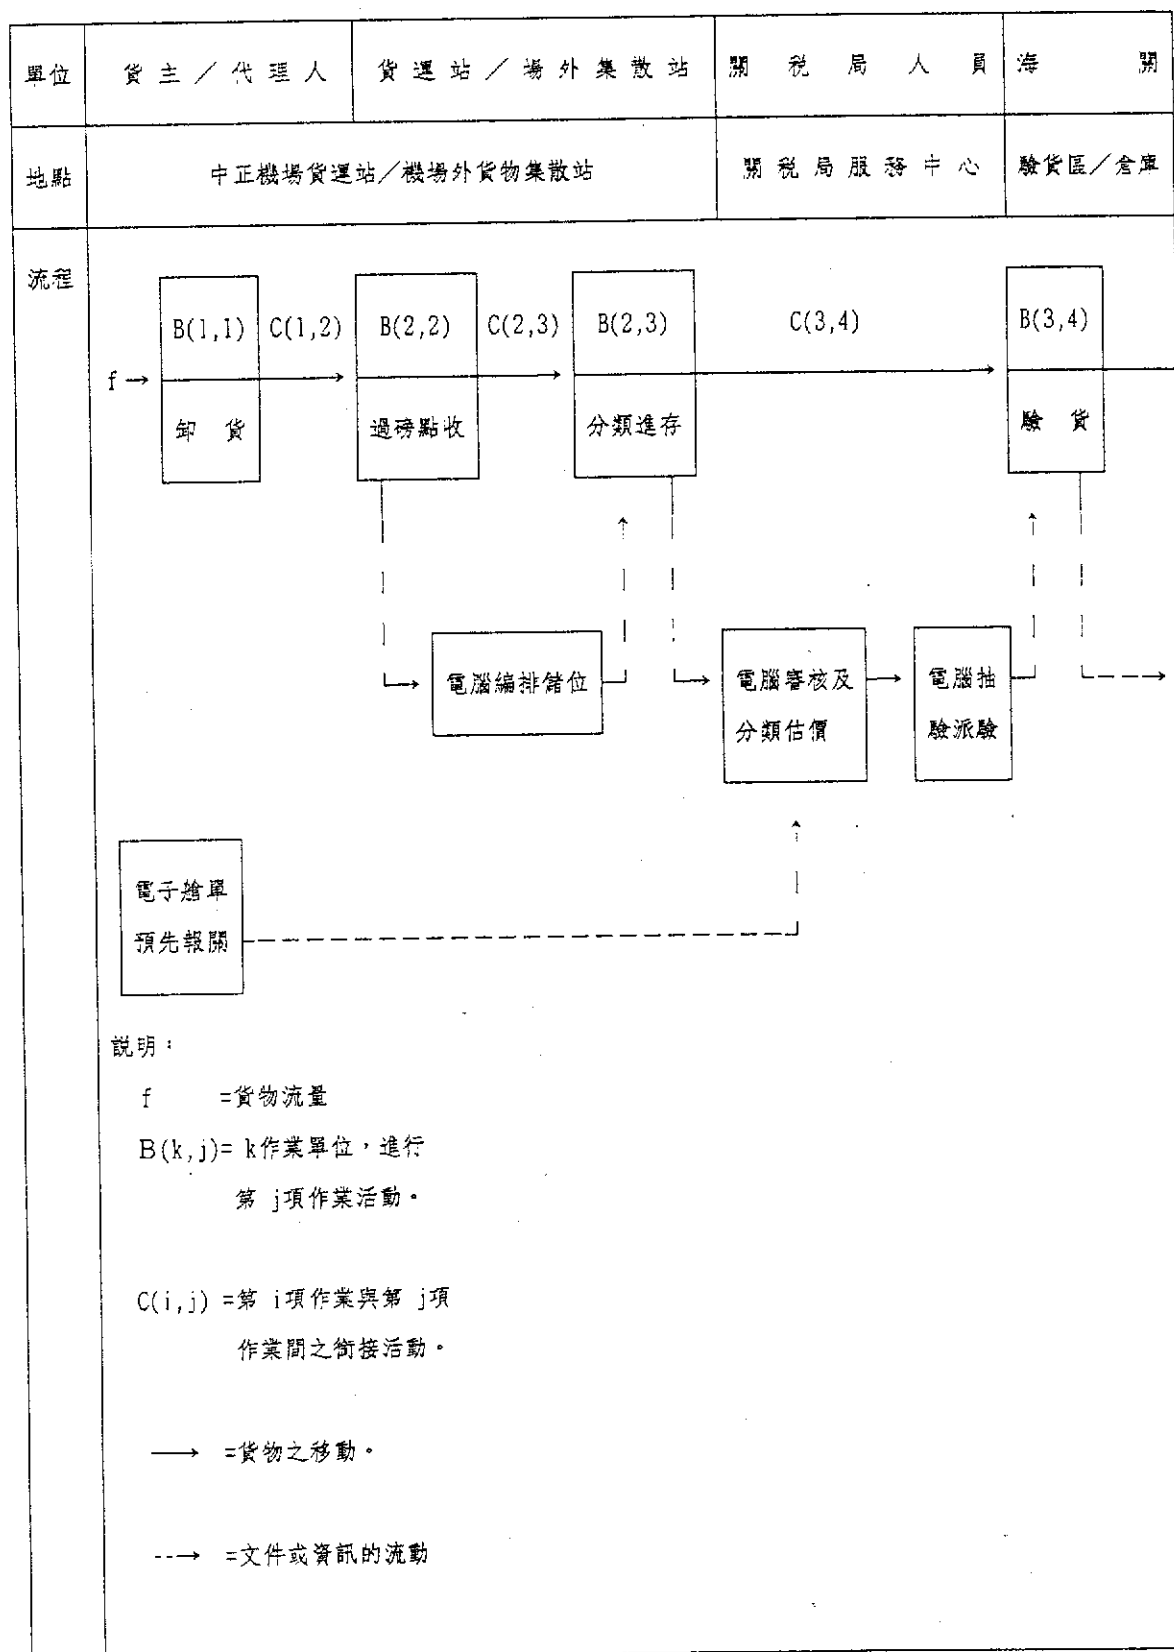 單位 貨主／代理人 貨運站／場外集散站 關稅局人員 海關
地點 中正機場貨運站／機場外貨物集散站 關稅局服務中心 驗貨區／倉庫
流程
B(1,1) C(1,2) B(2,2) C(2,3) B(2,3) C(3,4) B(3,4)
f→
卸貨 過磅點收 分類進存 驗貨
電腦編排儲位
電腦審核及
分類估價
電腦抽
驗派驗
電子艙單
預先報關
說明：
f =貨物流量
B(k,j)= k作業單位，進行
第 j項作業活動。
C(i,j) =第 i項作業與第 j項
作業間之銜接活動。
→ =貨物之移動。
--→ =文件或資訊的流動